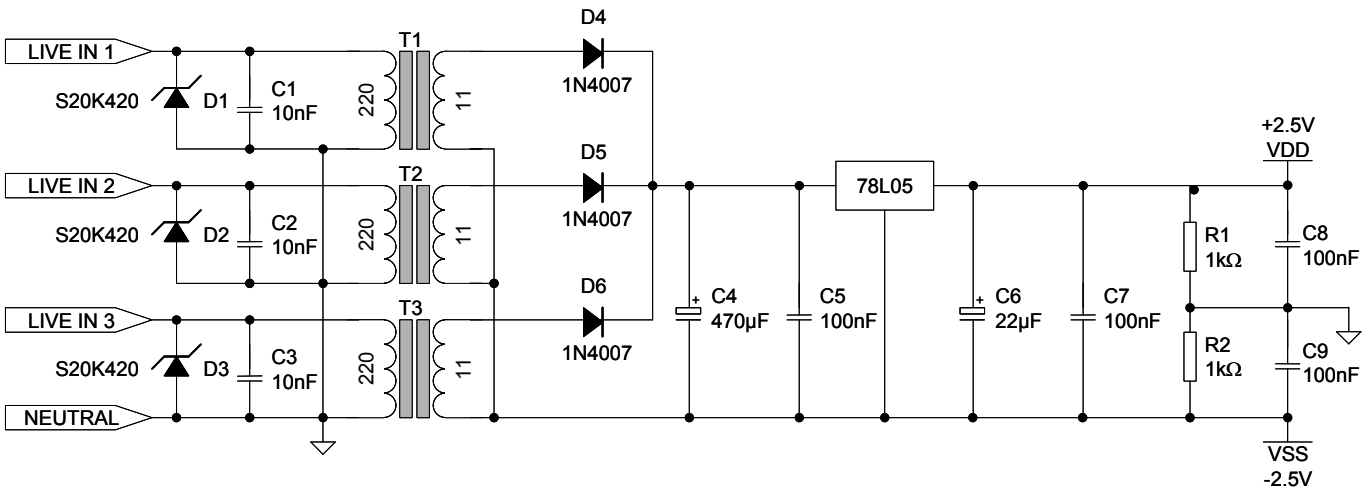 LIVE IN 1
S20K420
D1
C1
10nF
220
T1
11
D4
1N4007
LIVE IN 2
S20K420
D2
C2
10nF
220
T2
11
D5
1N4007
LIVE IN 3
S20K420
D3
C3
10nF
220
T3
11
D6
1N4007
NEUTRAL
+
C4
470µF
C5
100nF
78L05
+
C6
22µF
C7
100nF
R1
1kΩ
R2
1kΩ
+2.5V
VDD
C8
100nF
C9
100nF
VSS
-2.5V